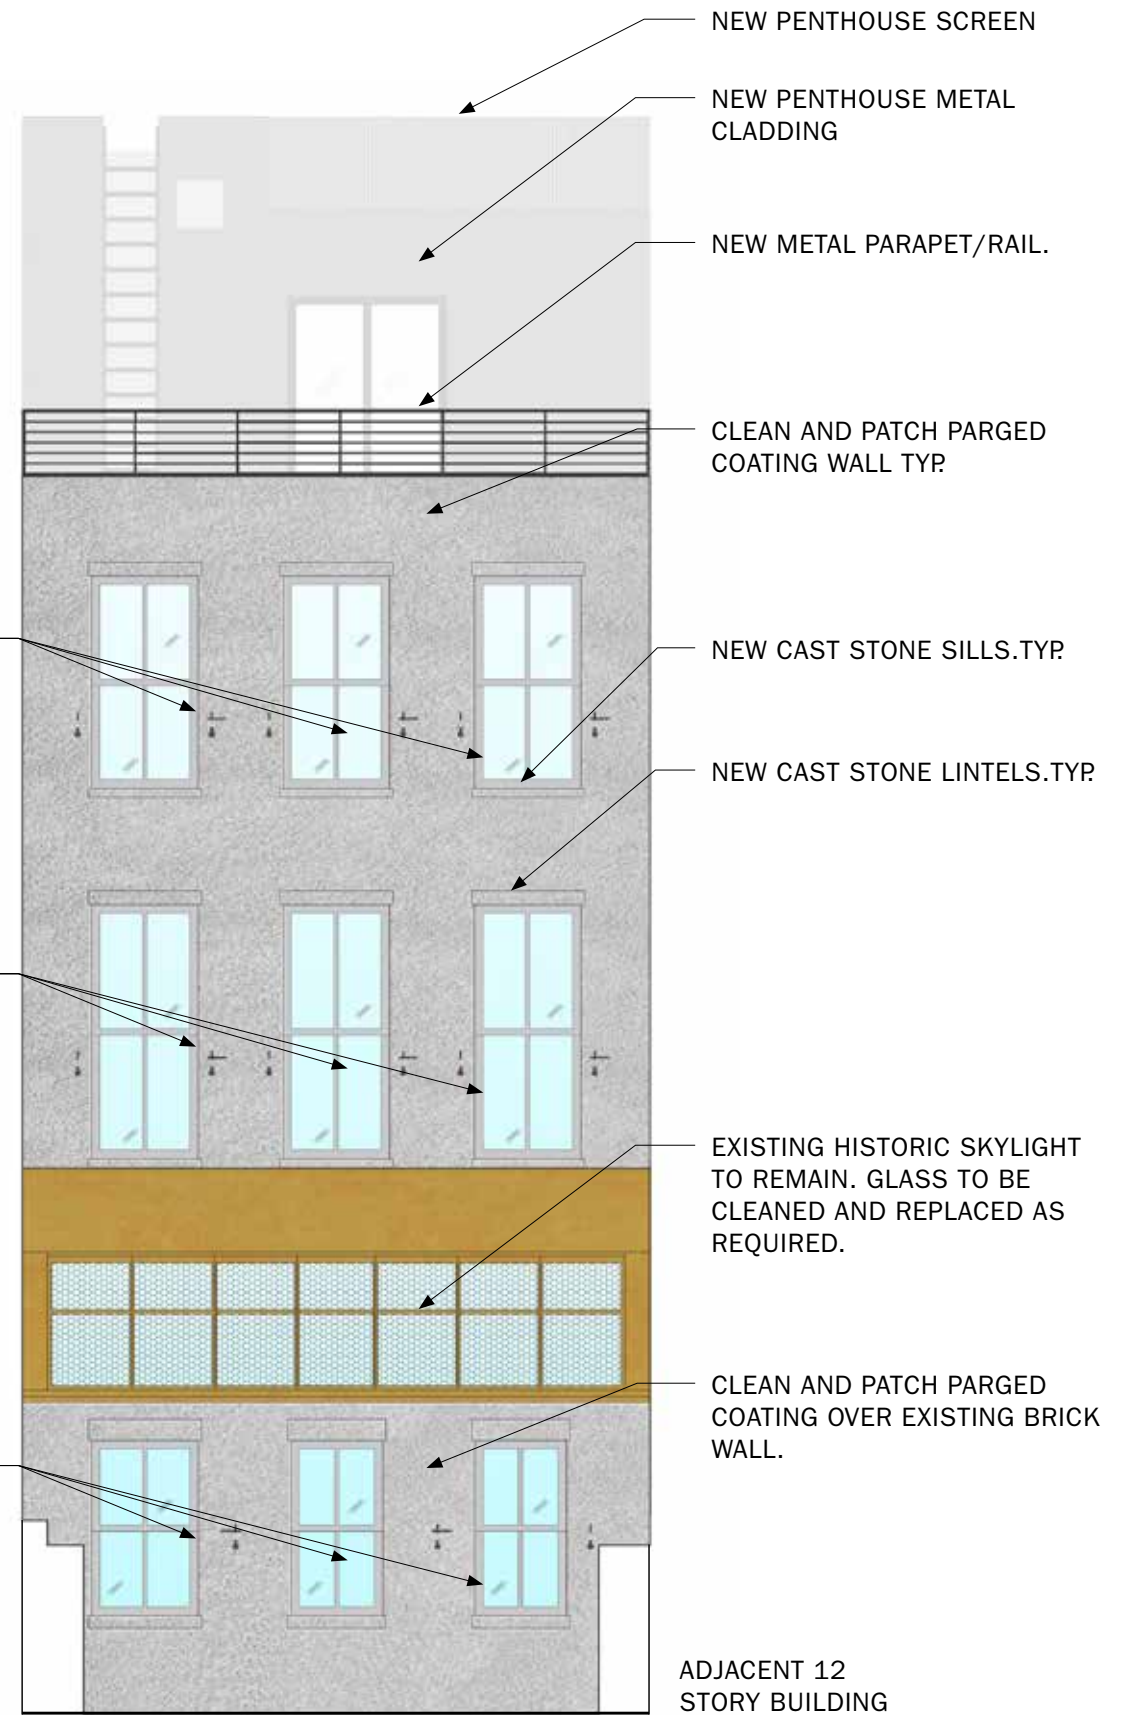 NEW PENTHOUSE SCREEN
NEW PENTHOUSE METAL
CLADDING
NEW METAL PARAPET/RAIL.
CLEAN AND PATCH PARGED
COATING WALL TYP.
NEW CAST STONE SILLS.TYP.
NEW CAST STONE LINTELS.TYP.
EXISTING HISTORIC SKYLIGHT
TO REMAIN. GLASS TO BE
CLEANED AND REPLACED AS
REQUIRED.
CLEAN AND PATCH PARGED
COATING OVER EXISTING BRICK
WALL.
ADJACENT 12
STORY BUILDING